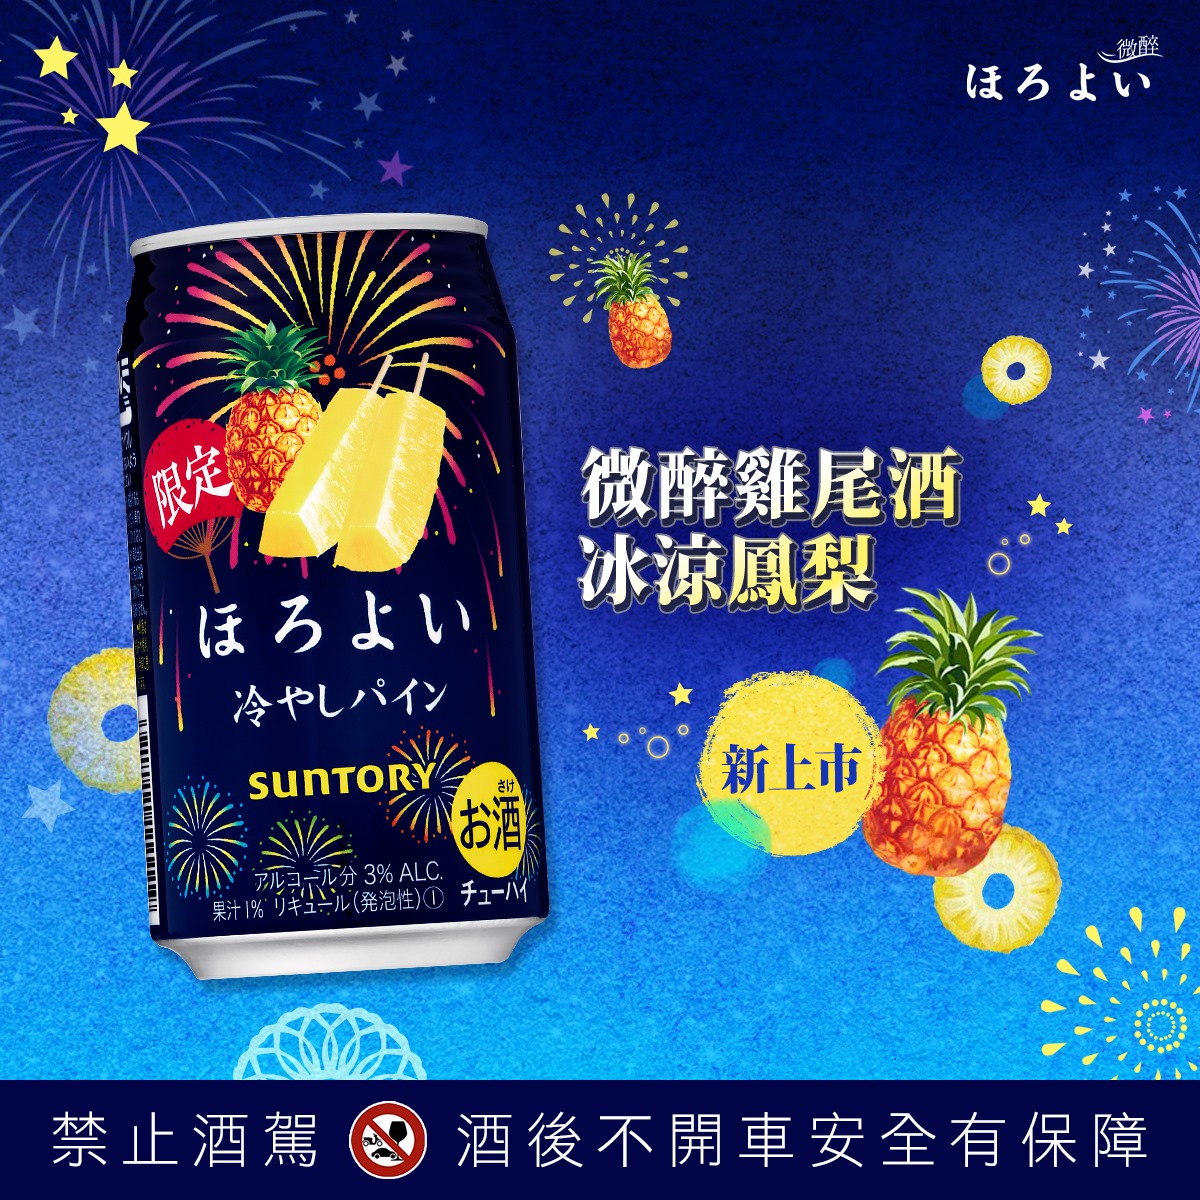 微醉
ほろよい
限定
ほろよい
冷やしパイン
SUNTORY
さけ
お酒
アルコール分 3% ALC.
果汁1% リキュール(発泡性)①
チューハイ
微醉雞尾酒
冰涼鳳梨
新上市
禁止酒駕 酒後不開車安全有保障